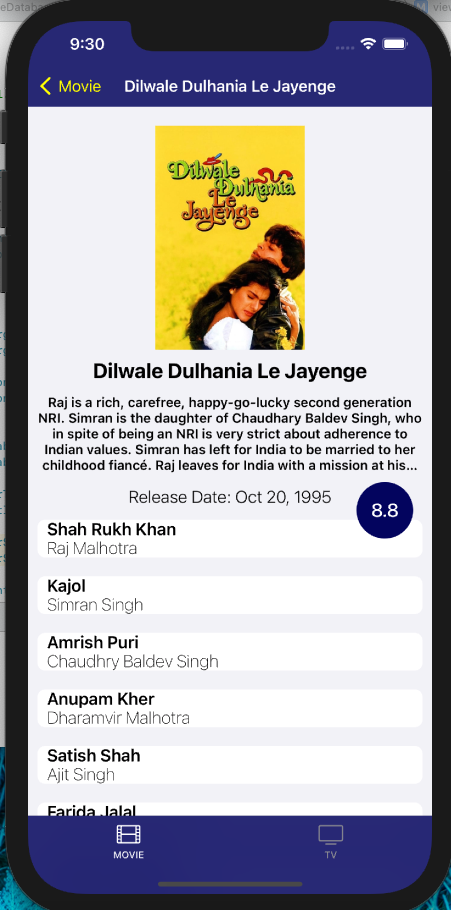 eDataba
M
view
9:30
Movie
Dilwale Dulhania Le Jayenge
Dilwale
Dulhania
Le
Jayenge
Dilwale Dulhania Le Jayenge
Raj is a rich, carefree, happy-go-lucky second generation
NRI. Simran is the daughter of Chaudhary Baldev Singh, who
in spite of being an NRI is very strict about adherence to
Indian values. Simran has left for India to be married to her
childhood fiancé. Raj leaves for India with a mission at his...
Release Date: Oct 20, 1995
8.8
Shah Rukh Khan
Raj Malhotra
Kajol
Simran Singh
Amrish Puri
Chaudhry Baldev Singh
Anupam Kher
Dharamvir Malhotra
Satish Shah
Ajit Singh
Farida Jalal
MOVIE
TV